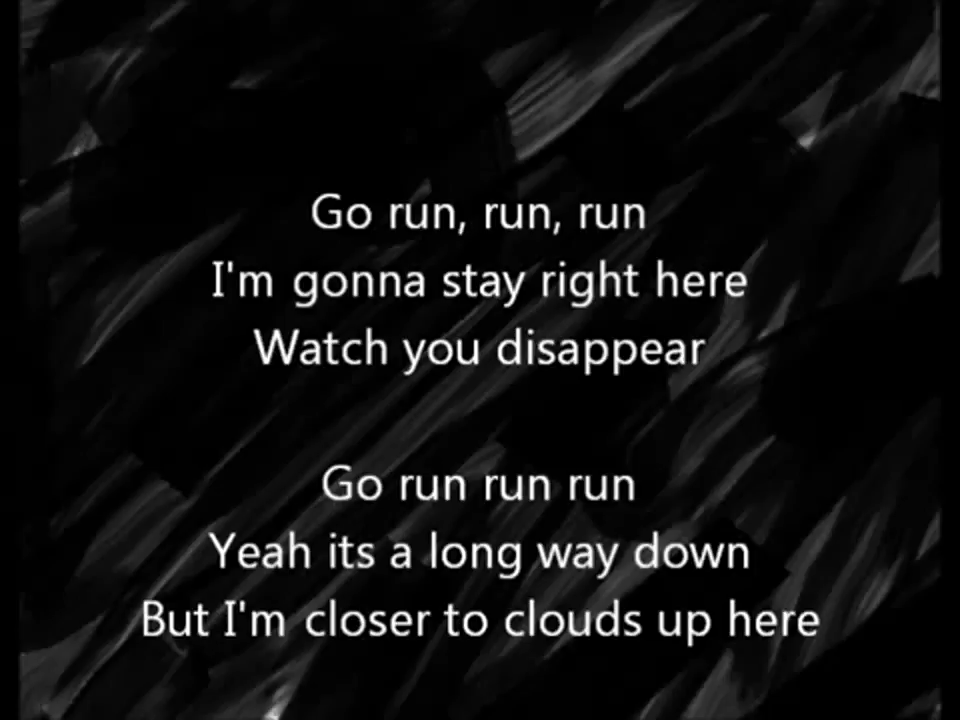 Go run, run, run
I'm gonna stay right here
Watch you disappear
Go run run run
Yeah its a long way down
But I'm closer to clouds up here